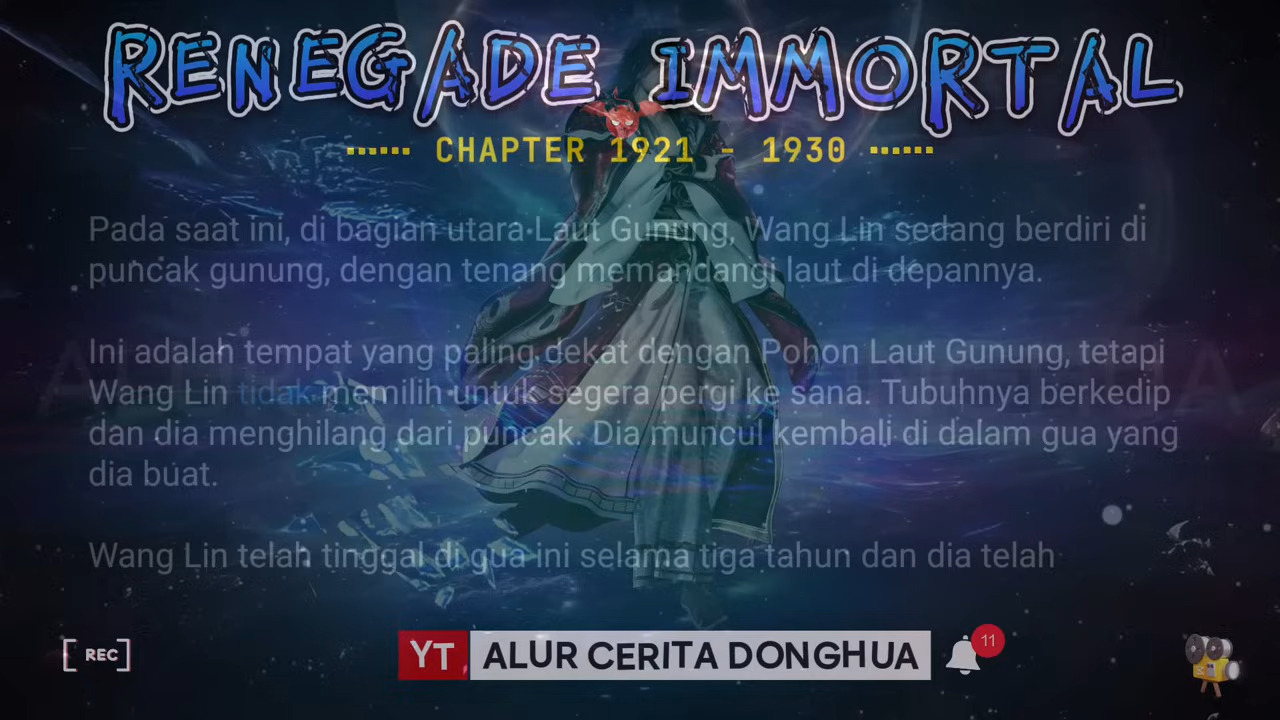 RENEGADE IMMORTAL
CHAPTER 1921 - 1930
Pada saat ini, di bagian utara Laut Gunung, Wang Lin sedang berdiri di
puncak gunung, dengan tenang memandangi laut di depannya.
Ini adalah tempat yang paling dekat dengan Pohon Laut Gunung, tetapi
Wang Lin tidak memilih untuk segera pergi ke sana. Tubuhnya berkedip
dan dia menghilang dari puncak. Dia muncul kembali di dalam gua yang
dia buat.
Wang Lin telah tinggal di gua ini selama tiga tahun dan dia telah
[REC]
YT ALUR CERITA DONGHUA
11